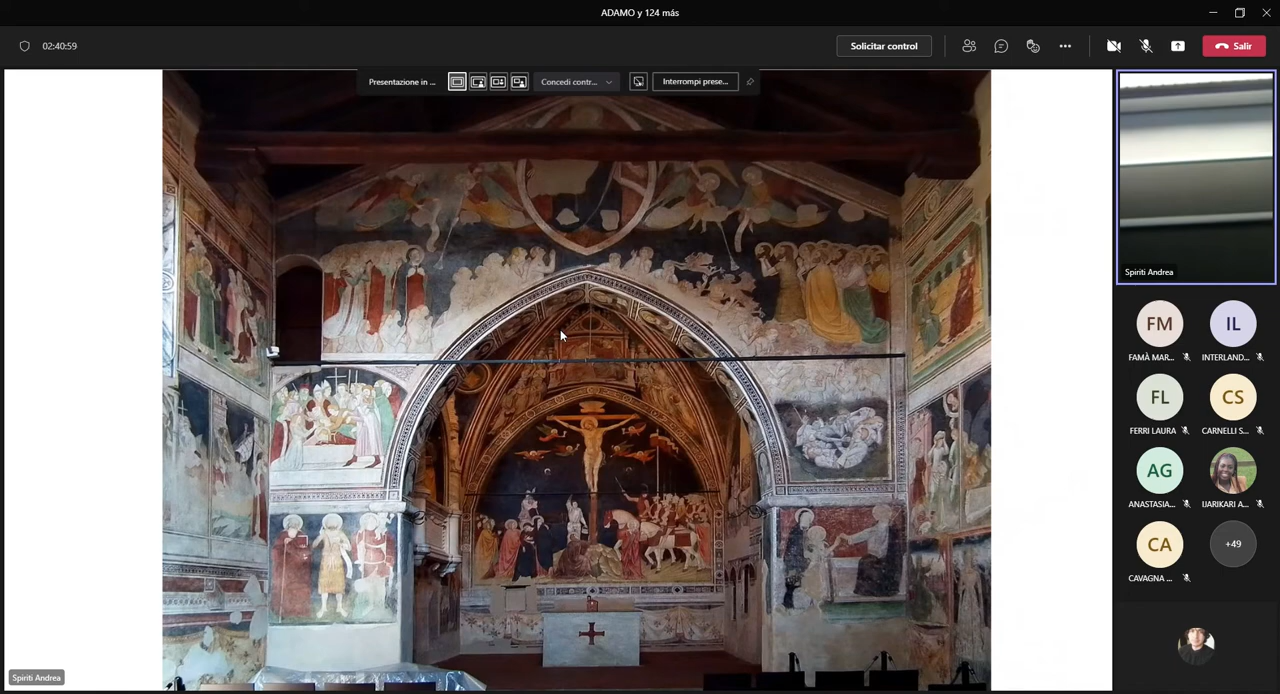 ADAMO y 124 más
02:40:59
Solicitar control
Salir
Presentazione in ...
Concedi contr...
Interrompi prese...
Spiriti Andrea
FM
IL
FAMÀ MAR...
INTERLAND...
FL
CS
FERRI LAURA
CARNELLI S...
AG
ANASTASIA...
IJARIKARI A...
CA
+49
CAVAGNA ...
Spiriti Andrea